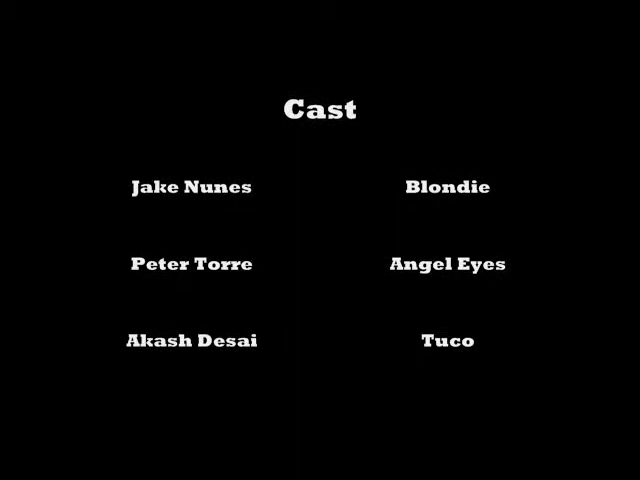 Cast
Jake Nunes Blondie
Peter Torre Angel Eyes
Akash Desai Tuco